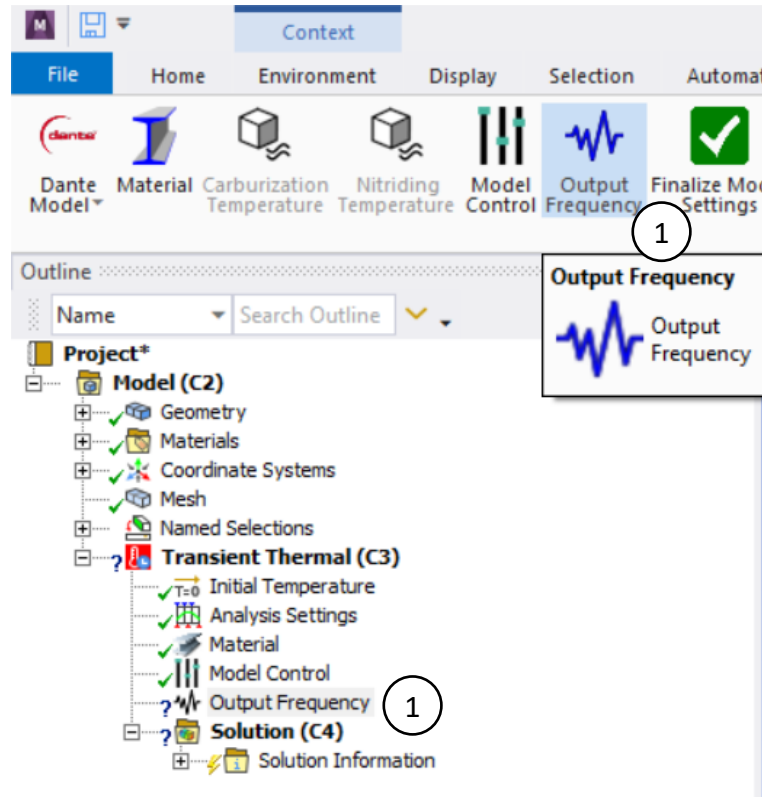 M
Context
File Home Environment Display Selection Automat
dante
Dante Model
Material
Carburization Temperature
Nitriding Temperature
Model Control
Output Frequency
Finalize Mod Settings
1
Outline
Name
Search Outline
Output Frequency
Output
Frequency
Project*
Model (C2)
Geometry
Materials
Coordinate Systems
Mesh
Named Selections
? Transient Thermal (C3)
T=0 Initial Temperature
Analysis Settings
Material
Model Control
? Output Frequency 1
? Solution (C4)
i Solution Information